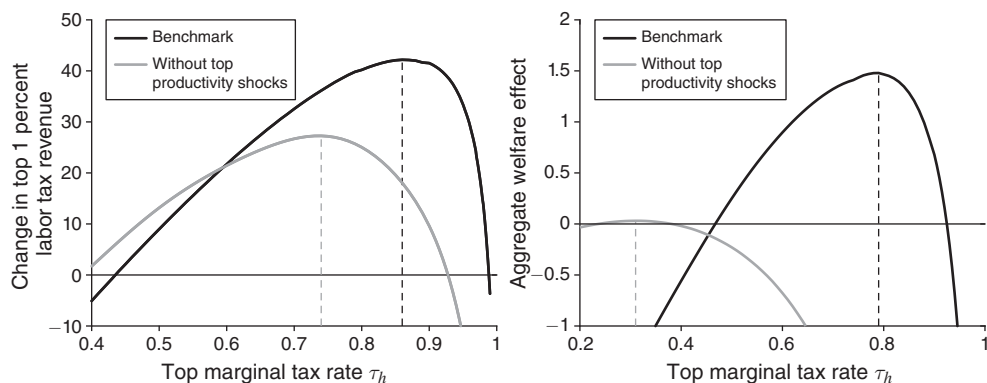 50
40
30
20
10
0
−10
Change in top 1 percent
labor tax revenue
Benchmark
Without top
productivity shocks
0.4
0.5
0.6
0.7
0.8
0.9
1
Top marginal tax rate τh
2
1.5
1
0.5
0
−0.5
−1
Aggregate welfare effect
Benchmark
Without top
productivity shocks
0.2
0.4
0.6
0.8
1
Top marginal tax rate τh